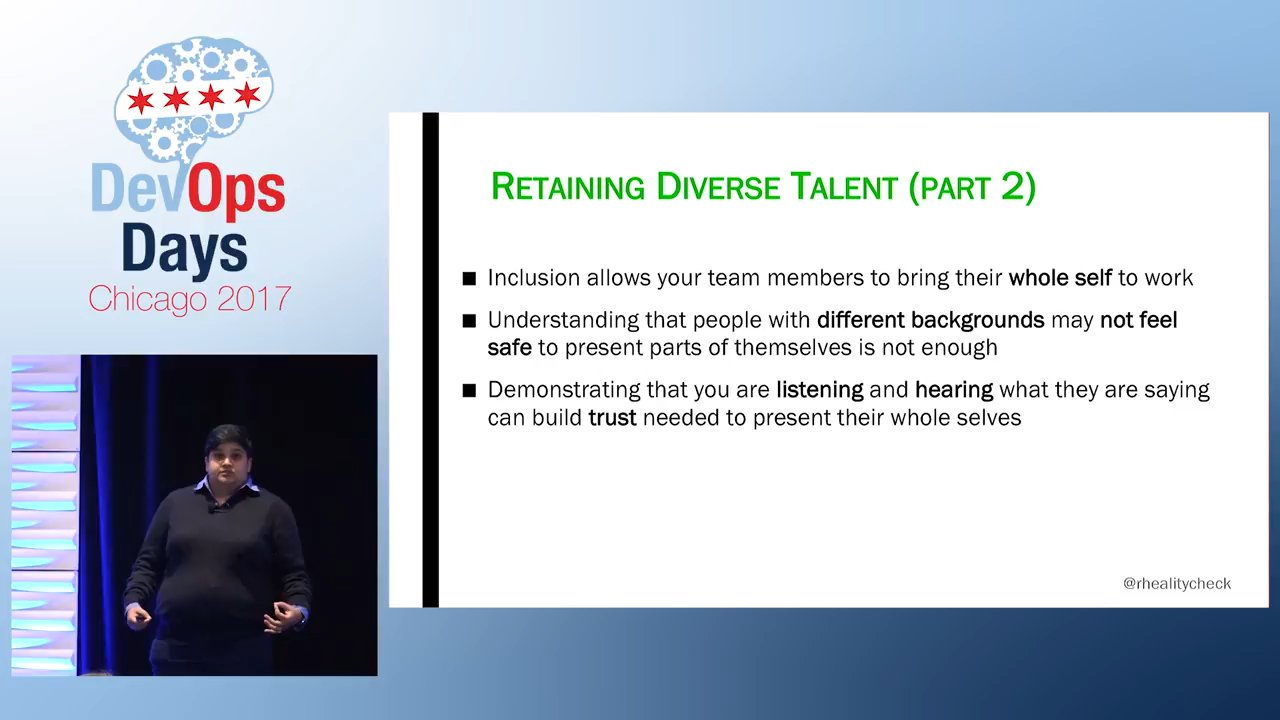 DevOps
Days
Chicago 2017
RETAINING DIVERSE TALENT (PART 2)
■ Inclusion allows your team members to bring their whole self to work
■ Understanding that people with different backgrounds may not feel
safe to present parts of themselves is not enough
■ Demonstrating that you are listening and hearing what they are saying
can build trust needed to present their whole selves
@rhealitycheck